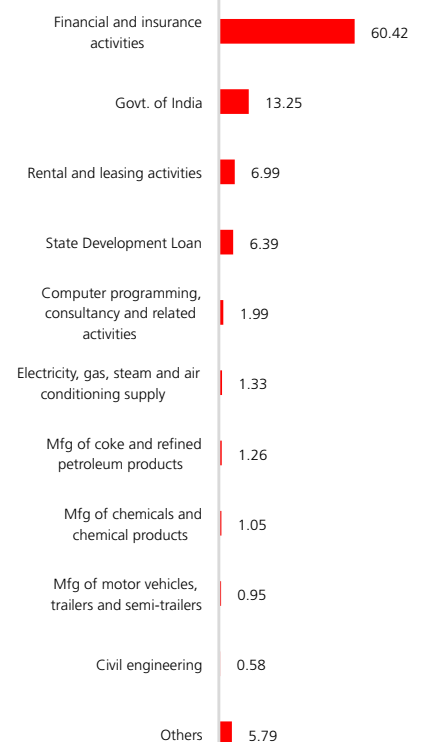 Financial and insurance
activities
60.42
Govt. of India
13.25
Rental and leasing activities
6.99
State Development Loan
6.39
Computer programming,
consultancy and related
activities
1.99
Electricity, gas, steam and air
conditioning supply
1.33
Mfg of coke and refined
petroleum products
1.26
Mfg of chemicals and
chemical products
1.05
Mfg of motor vehicles,
trailers and semi-trailers
0.95
Civil engineering
0.58
Others
5.79